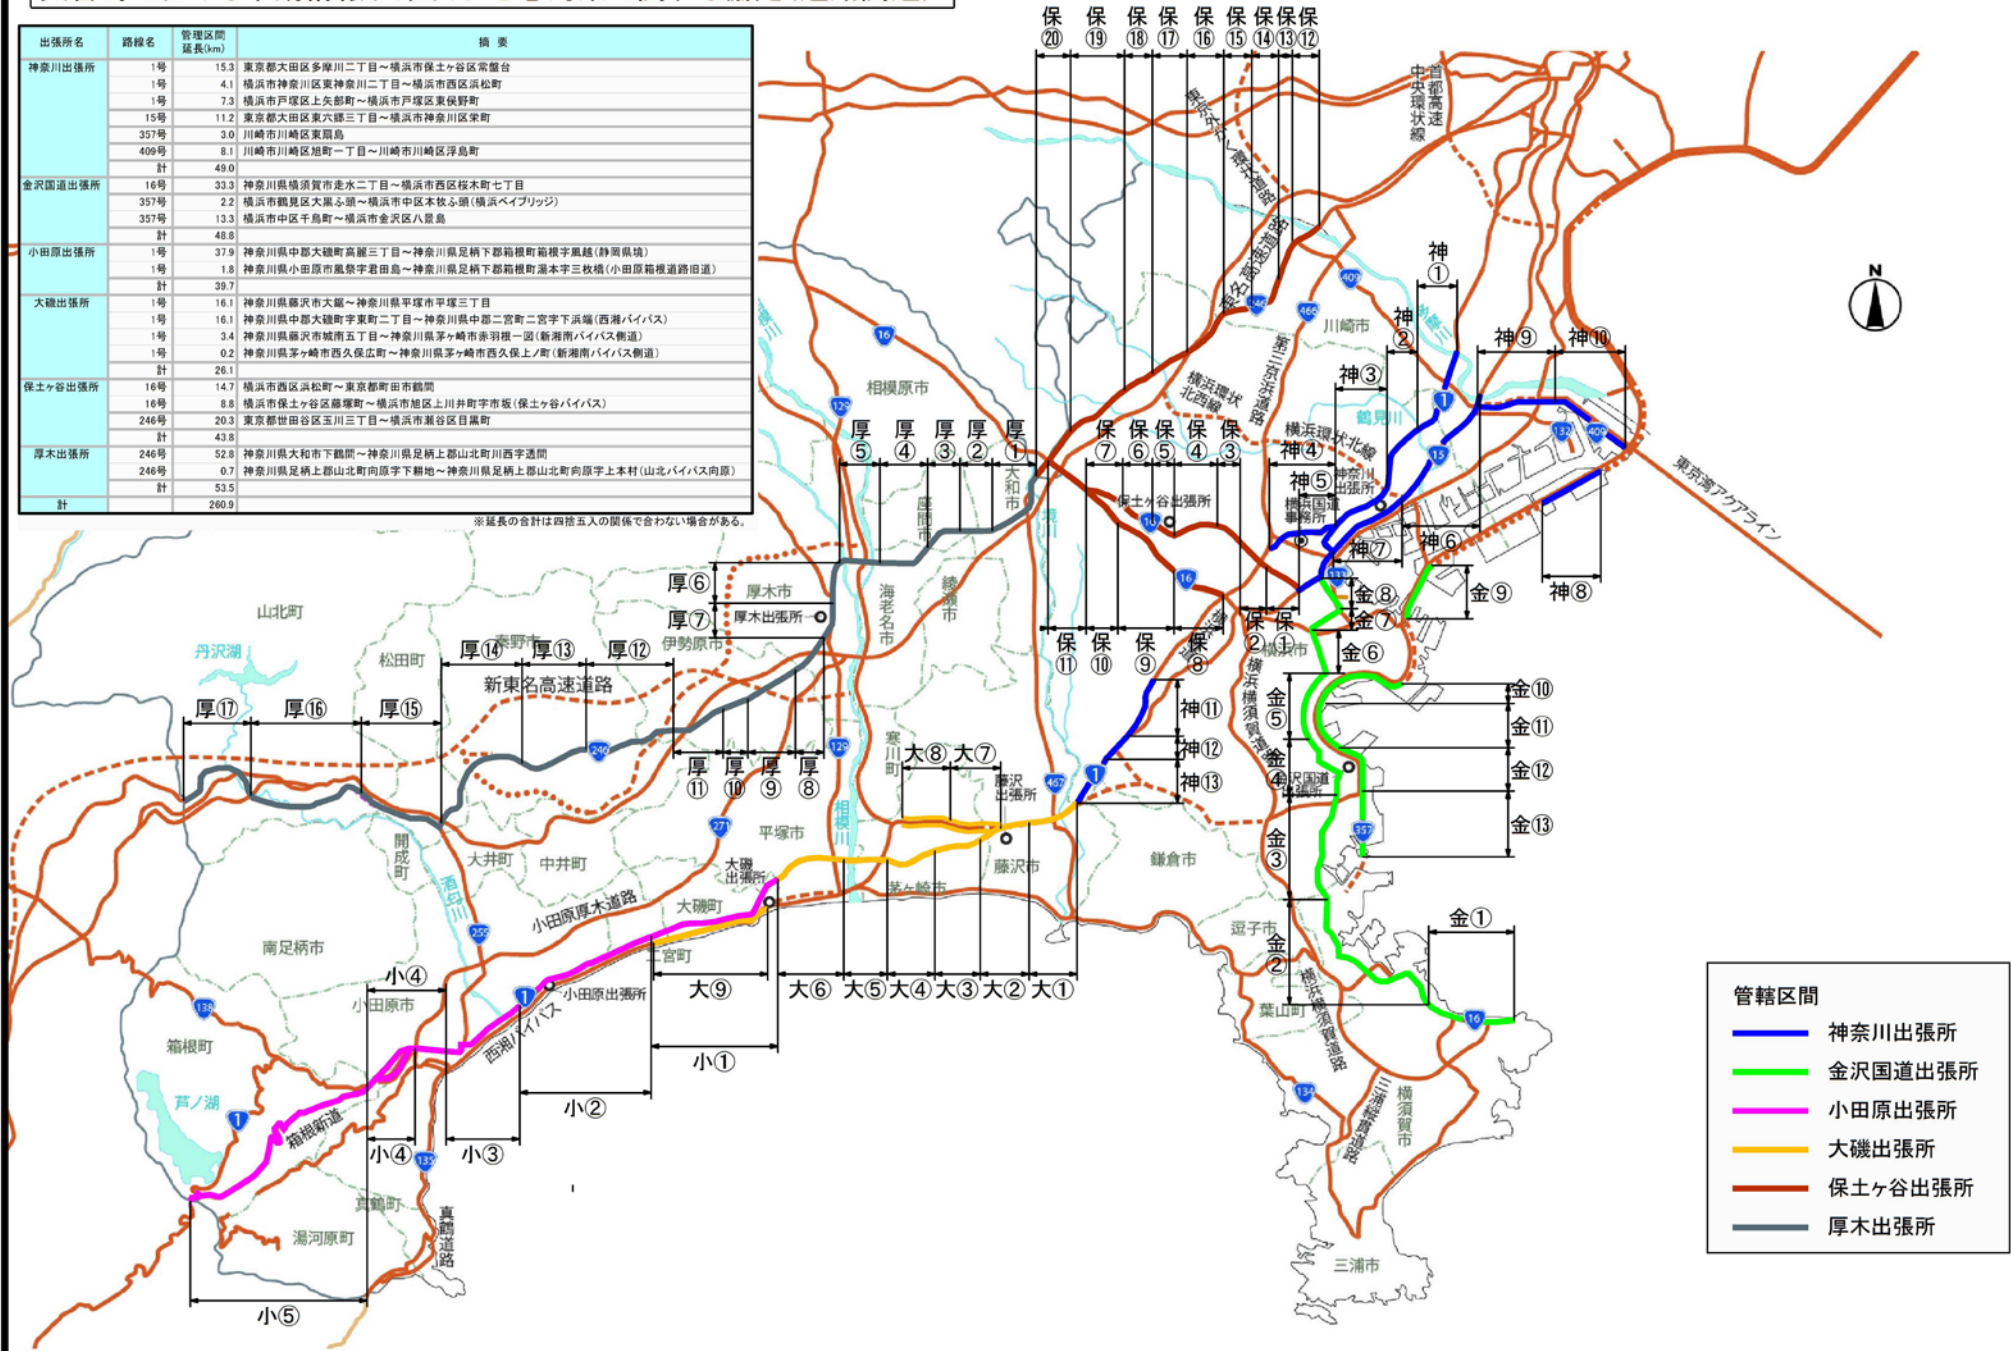 出張所名 路線名 管理区間延長(km) 摘 要
神奈川出張所 1号 15.3 東京都大田区多摩川二丁目～横浜市保土ヶ谷区常盤台
1号 4.1 横浜市神奈川区東神奈川二丁目～横浜市西区浜松町
1号 7.3 横浜市戸塚区上矢部町～横浜市戸塚区東俣野町
15号 11.2 東京都大田区東六郷三丁目～横浜市神奈川区栄町
357号 3.0 川崎市川崎区東扇島
409号 8.1 川崎市川崎区旭町一丁目～川崎市川崎区浮島町
計 49.0
金沢国道出張所 16号 33.3 神奈川県横須賀市走水二丁目～横浜市西区桜木町七丁目
357号 2.2 横浜市鶴見区大黒ふ頭～横浜市中区本牧ふ頭(横浜ベイブリッジ)
357号 13.3 横浜市中区千鳥町～横浜市金沢区八景島
計 48.8
小田原出張所 1号 37.9 神奈川県中郡大磯町高麗三丁目～神奈川県足柄下郡箱根町箱根字風越(静岡県境)
1号 1.8 神奈川県小田原市風祭字君田島～神奈川県足柄下郡箱根町湯本字三枚橋(小田原箱根道路旧道)
計 39.7
大磯出張所 1号 16.1 神奈川県藤沢市大鋸～神奈川県平塚市平塚三丁目
1号 16.1 神奈川県中郡大磯町字東町二丁目～神奈川県中郡二宮町二宮字下浜端(西湘バイパス)
1号 3.4 神奈川県藤沢市城南五丁目～神奈川県茅ヶ崎市赤羽根一図(新湘南バイパス側道)
1号 0.2 神奈川県茅ヶ崎市西久保広町～神奈川県茅ヶ崎市西久保上ノ町(新湘南バイパス側道)
計 26.1
保土ヶ谷出張所 16号 14.7 横浜市西区浜松町～東京都町田市鶴間
16号 8.8 横浜市保土ヶ谷区藤塚町～横浜市旭区上川井町字市坂(保土ヶ谷バイパス)
246号 20.3 東京都世田谷区玉川三丁目～横浜市瀬谷区目黒町
計 43.8
厚木出張所 246号 52.8 神奈川県大和市下鶴間～神奈川県足柄上郡山北町川西字透間
246号 0.7 神奈川県足柄上郡山北町向原字下耕地～神奈川県足柄上郡山北町向原字上本村(山北バイパス向原)
計 53.5
計 260.9
※延長の合計は四捨五入の関係で合わない場合がある。
保⑳ 保⑲ 保⑱ 保⑰ 保⑯ 保⑮ 保⑭ 保⑬ 保⑫
首都高速中央環状線
東名高速道路
N
神①
409
466
246
川崎市
神②
多摩川
神⑨
神⑩
16
相模原市
129
第三京浜道路
神③
横浜環状北西線
鶴見川
1
132
409
横浜環状北線
15
東京湾アクアライン
厚⑤ 厚④ 厚③ 厚② 厚①
保⑦ 保⑥ 保⑤ 保④ 保③
神④
神⑤
神奈川出張所
横浜国道事務所
保土ヶ谷出張所
16
大和市
座間市
境川
神⑥
神⑦
神⑧
133
16
厚⑥
厚⑦
厚木市
厚木出張所
海老名市
綾瀬市
伊勢原市
金⑧
金⑨
金⑦
金⑥
保⑪ 保⑩ 保⑨ 保⑧ 保② 保①
横浜市
山北町
丹沢湖
松田町
秦野市
厚⑭ 厚⑬ 厚⑫
新東名高速道路
厚⑰ 厚⑯ 厚⑮
246
厚⑪ 厚⑩ 厚⑨ 厚⑧
129
寒川町
大⑧ 大⑦
藤沢出張所
467
1
神⑪
神⑫
神⑬
横浜横須賀道路
金⑤
金④
金沢国道出張所
金⑩
金⑪
金⑫
金⑬
357
金③
開成町
大井町
中井町
271
平塚市
相模川
大磯出張所
藤沢市
茅ヶ崎市
鎌倉市
酒匂川
小田原厚木道路
大磯町
255
二宮町
南足柄市
小④
小田原市
1
小田原出張所
西湘バイパス
大⑨ 大⑥ 大⑤ 大④ 大③ 大② 大①
小①
小②
逗子市
金②
金①
葉山町
横浜横須賀道路
16
134
三浦縦貫道路
横須賀市
三浦市
138
箱根町
芦ノ湖
1
箱根新道
小④ 小③
135
真鶴町
真鶴道路
湯河原町
小⑤
管轄区間
神奈川出張所
金沢国道出張所
小田原出張所
大磯出張所
保土ヶ谷出張所
厚木出張所